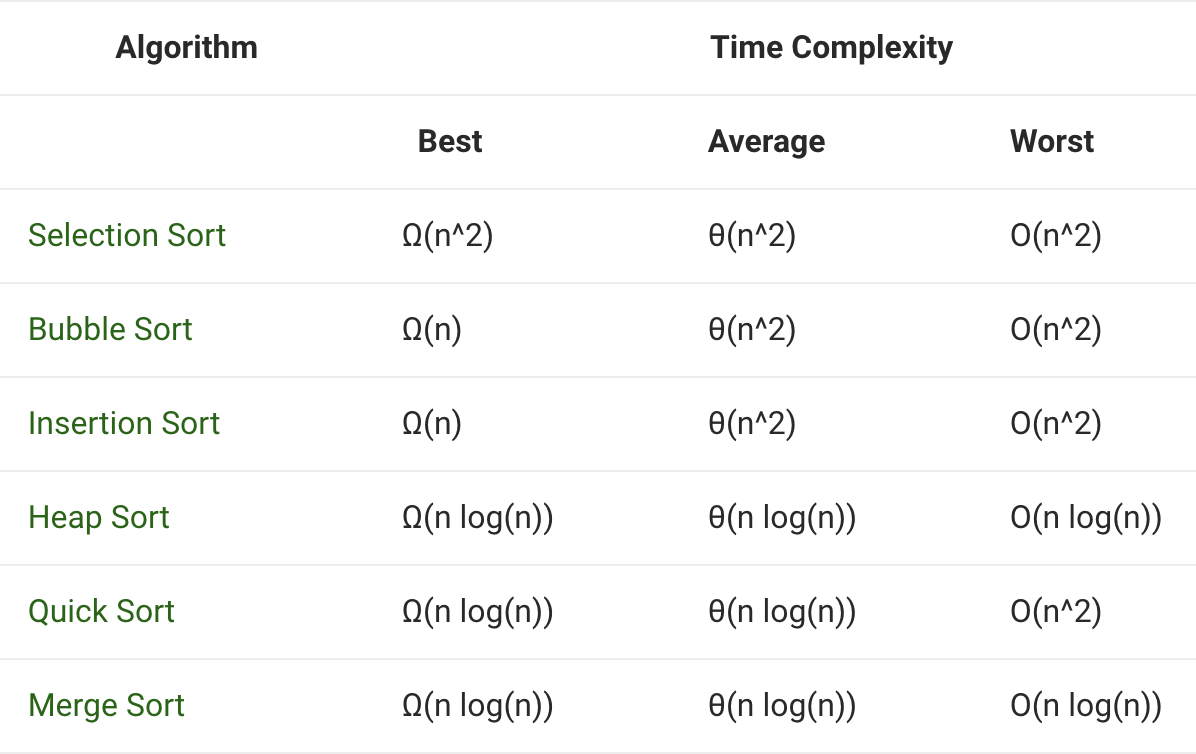 Algorithm Time Complexity
Best Average Worst
Selection Sort Ω(n^2) θ(n^2) O(n^2)
Bubble Sort Ω(n) θ(n^2) O(n^2)
Insertion Sort Ω(n) θ(n^2) O(n^2)
Heap Sort Ω(n log(n)) θ(n log(n)) O(n log(n))
Quick Sort Ω(n log(n)) θ(n log(n)) O(n^2)
Merge Sort Ω(n log(n)) θ(n log(n)) O(n log(n))